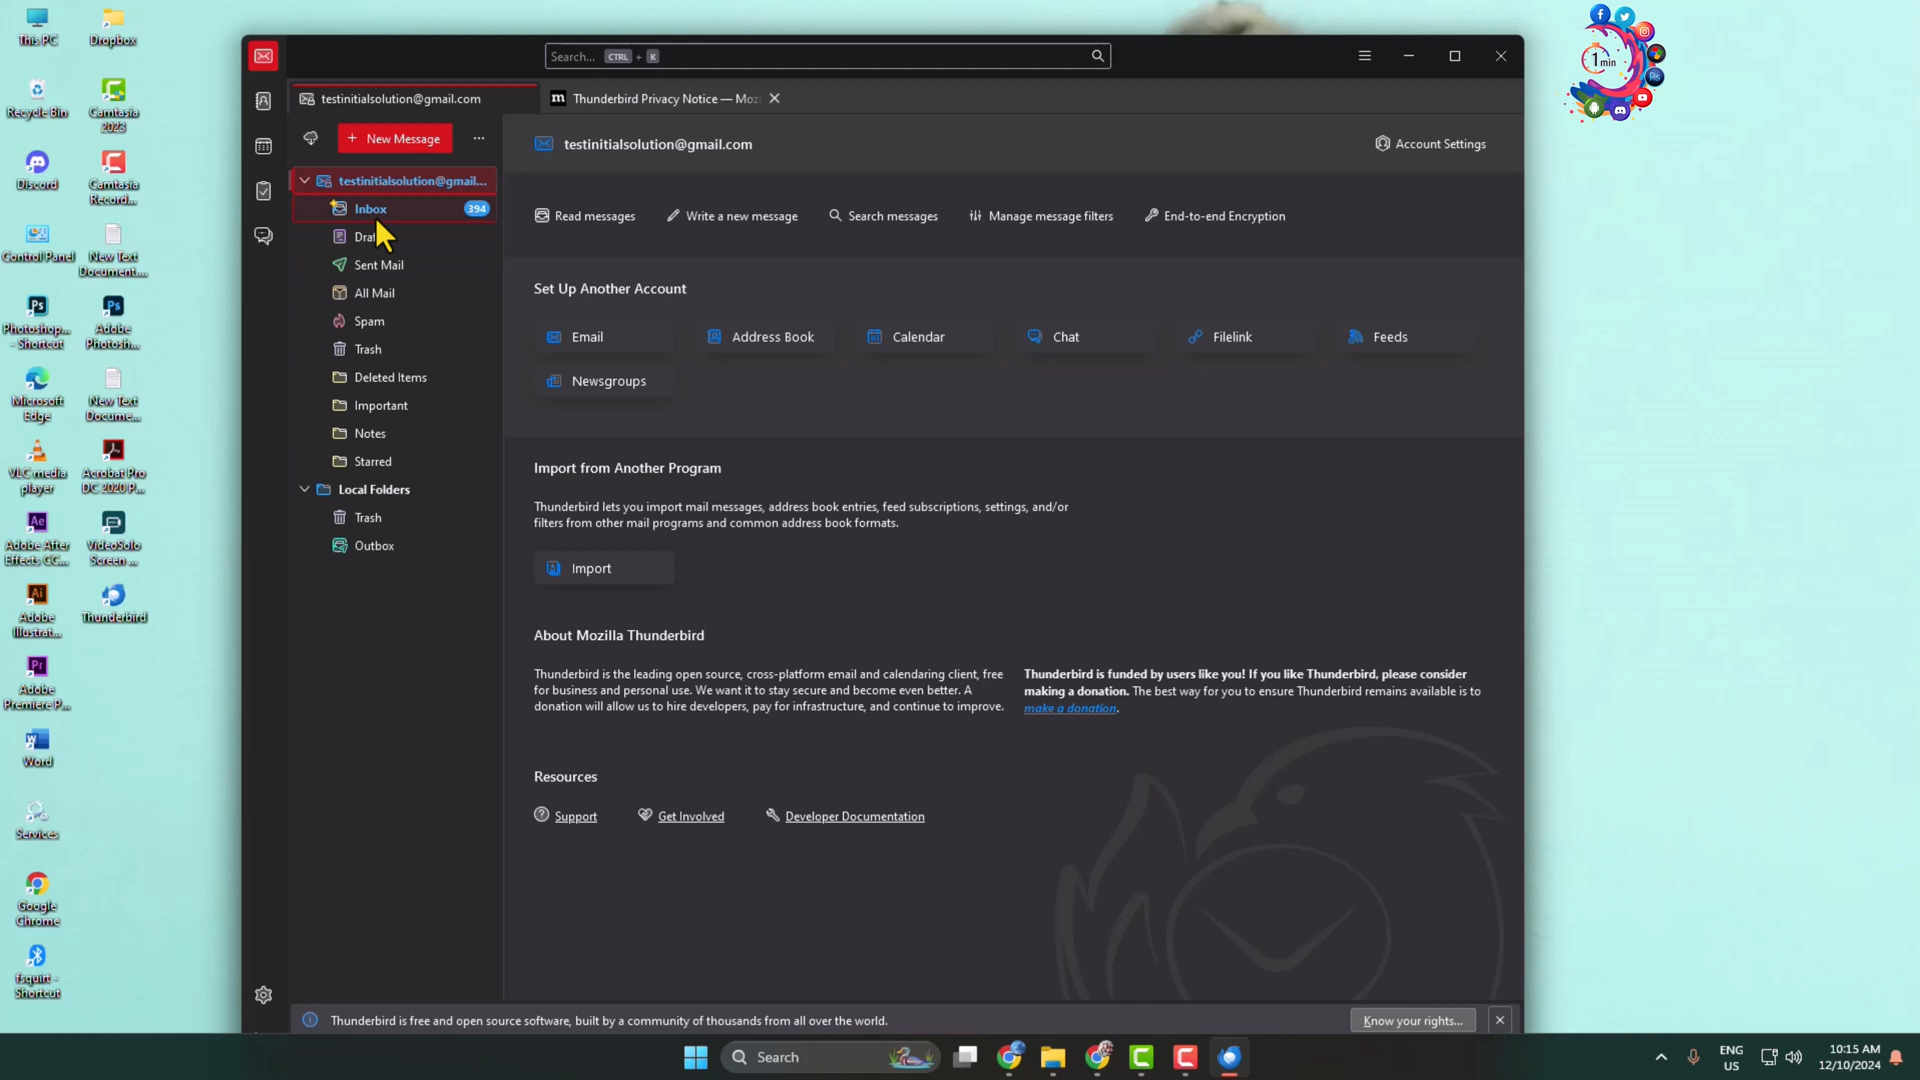 This PC
Dropbox
Recycle Bin
Camtasia
2023
Discord
Camtasia
Record...
Control Panel
New Text
Document....
Photoshop...
- Shortcut
Adobe
Photosh...
Microsoft
Edge
New Text
Docume...
VLC media
player
Acrobat Pro
DC 2020 P...
Adobe After
Effects CC...
VideoSolo
Screen ...
Adobe
Illustrat...
Thunderbird
Adobe
Premiere P...
Word
Services
Google
Chrome
fsquirt -
Shortcut
Search... CTRL + K
testinitialsolution@gmail.com
m Thunderbird Privacy Notice — Moz
+ New Message
testinitialsolution@gmail...
Inbox 394
Draf
Sent Mail
All Mail
Spam
Trash
Deleted Items
Important
Notes
Starred
Local Folders
Trash
Outbox
testinitialsolution@gmail.com
Account Settings
Read messages
Write a new message
Search messages
Manage message filters
End-to-end Encryption
Set Up Another Account
Email
Address Book
Calendar
Chat
Filelink
Feeds
Newsgroups
Import from Another Program
Thunderbird lets you import mail messages, address book entries, feed subscriptions, settings, and/or
filters from other mail programs and common address book formats.
Import
About Mozilla Thunderbird
Thunderbird is the leading open source, cross-platform email and calendaring client, free
for business and personal use. We want it to stay secure and become even better. A
donation will allow us to hire developers, pay for infrastructure, and continue to improve.
Thunderbird is funded by users like you! If you like Thunderbird, please consider
making a donation. The best way for you to ensure Thunderbird remains available is to
make a donation.
Resources
Support
Get Involved
Developer Documentation
Thunderbird is free and open source software, built by a community of thousands from all over the world.
Know your rights...
1 min
Ps
Search
ENG
US
10:15 AM
12/10/2024